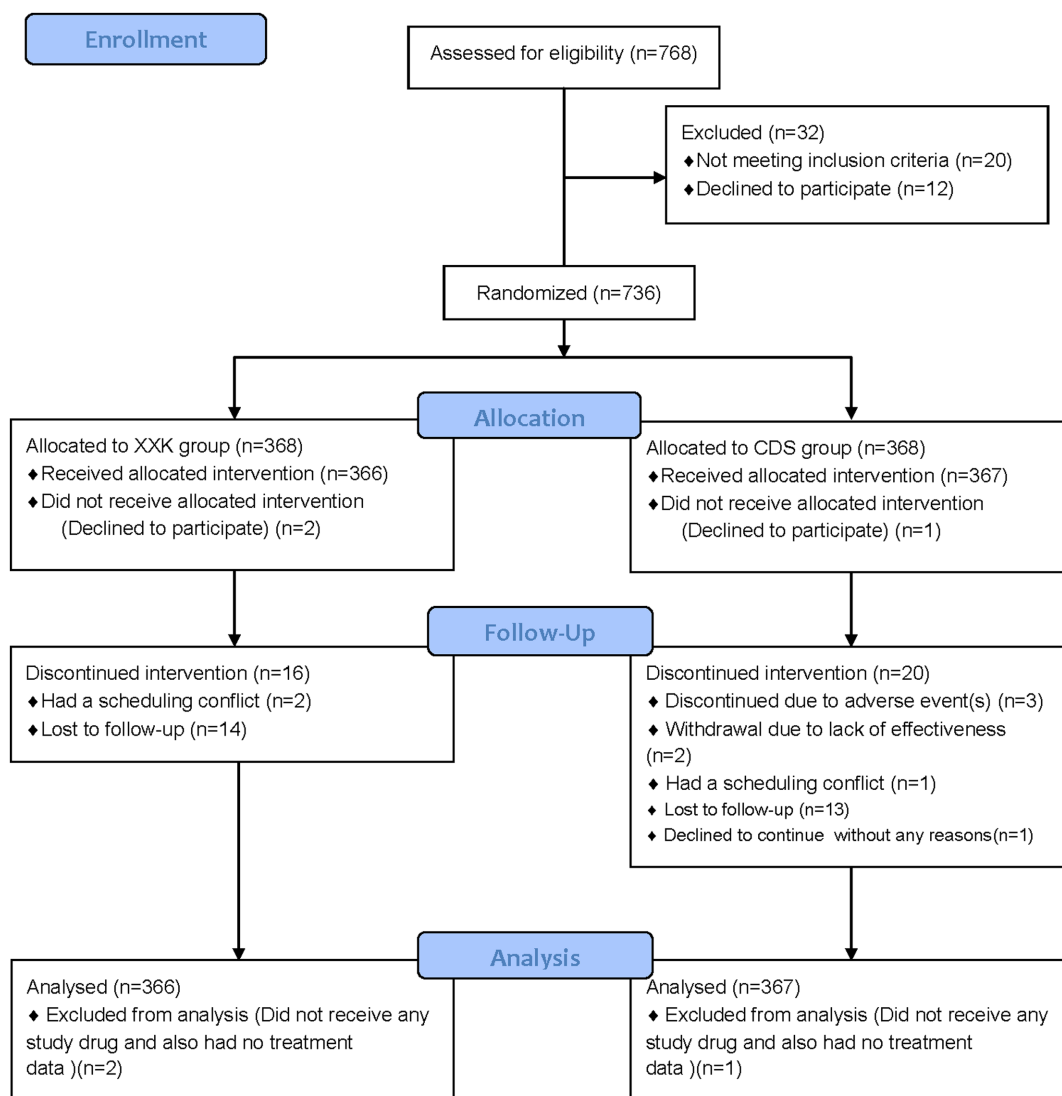 Enrollment
Assessed for eligibility (n=768)
Excluded (n=32)
♦Not meeting inclusion criteria (n=20)
♦Declined to participate (n=12)
Randomized (n=736)
Allocation
Allocated to XXK group (n=368)
♦Received allocated intervention (n=366)
♦Did not receive allocated intervention
(Declined to participate) (n=2)
Allocated to CDS group (n=368)
♦Received allocated intervention (n=367)
♦Did not receive allocated intervention
(Declined to participate) (n=1)
Follow-Up
Discontinued intervention (n=16)
♦Had a scheduling conflict (n=2)
♦Lost to follow-up (n=14)
Discontinued intervention (n=20)
♦ Discontinued due to adverse event(s) (n=3)
♦ Withdrawal due to lack of effectiveness
(n=2)
♦ Had a scheduling conflict (n=1)
♦ Lost to follow-up (n=13)
♦ Declined to continue without any reasons(n=1)
Analysis
Analysed (n=366)
♦ Excluded from analysis (Did not receive any
study drug and also had no treatment
data )(n=2)
Analysed (n=367)
♦ Excluded from analysis (Did not receive any
study drug and also had no treatment
data )(n=1)